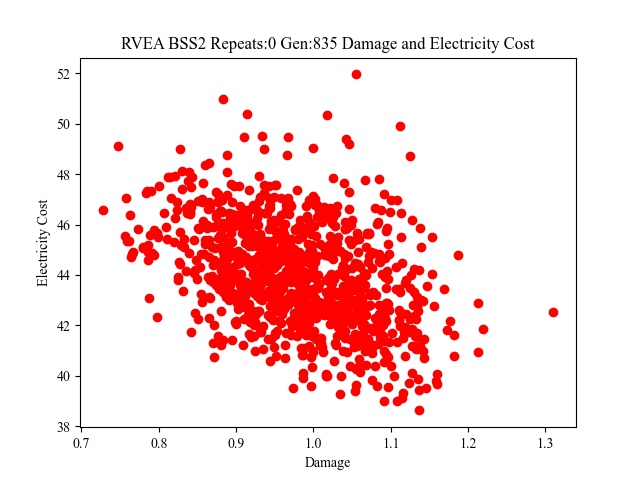 RVEA BSS2 Repeats:0 Gen:835 Damage and Electricity Cost
52
50
48
46
44
42
40
38
Electricity Cost
0.7 0.8 0.9 1.0 1.1 1.2 1.3
Damage